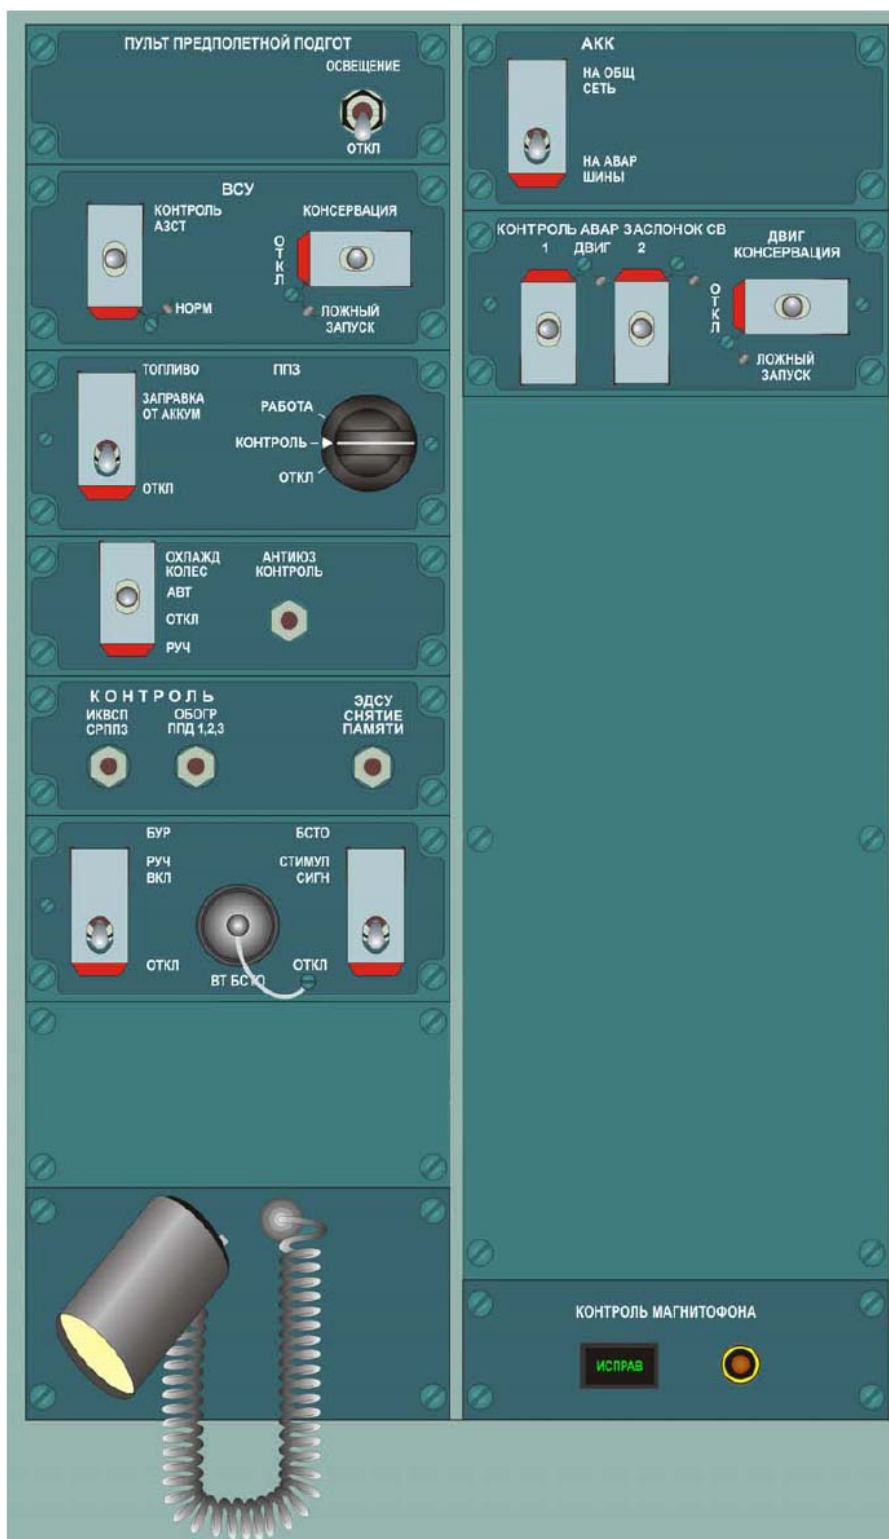 ПУЛЬТ ПРЕДПОЛЕТНОЙ ПОДГОТ
ОСВЕЩЕНИЕ
ОТКЛ
ВСУ
КОНТРОЛЬ
АЗСТ
НОРМ
КОНСЕРВАЦИЯ
ОТКЛ
ЛОЖНЫЙ
ЗАПУСК
ТОПЛИВО
ЗАПРАВКА
ОТ АККУМ
ОТКЛ
ППЗ
РАБОТА
КОНТРОЛЬ
ОТКЛ
ОХЛАЖД
КОЛЕС
АВТ
ОТКЛ
РУЧ
АНТИЮЗ
КОНТРОЛЬ
КОНТРОЛЬ
ИКВСП
СРППЗ
ОБОГР
ППД 1,2,3
ЭДСУ
СНЯТИЕ
ПАМЯТИ
БУР
РУЧ
ВКЛ
ОТКЛ
ВТ БСТО
БСТО
СТИМУЛ
СИГН
ОТКЛ
АКК
НА ОБЩ
СЕТЬ
НА АВАР
ШИНЫ
КОНТРОЛЬ АВАР ЗАСЛОНОК СВ
1 ДВИГ 2
ДВИГ
КОНСЕРВАЦИЯ
ОТКЛ
ЛОЖНЫЙ
ЗАПУСК
КОНТРОЛЬ МАГНИТОФОНА
ИСПРАВ